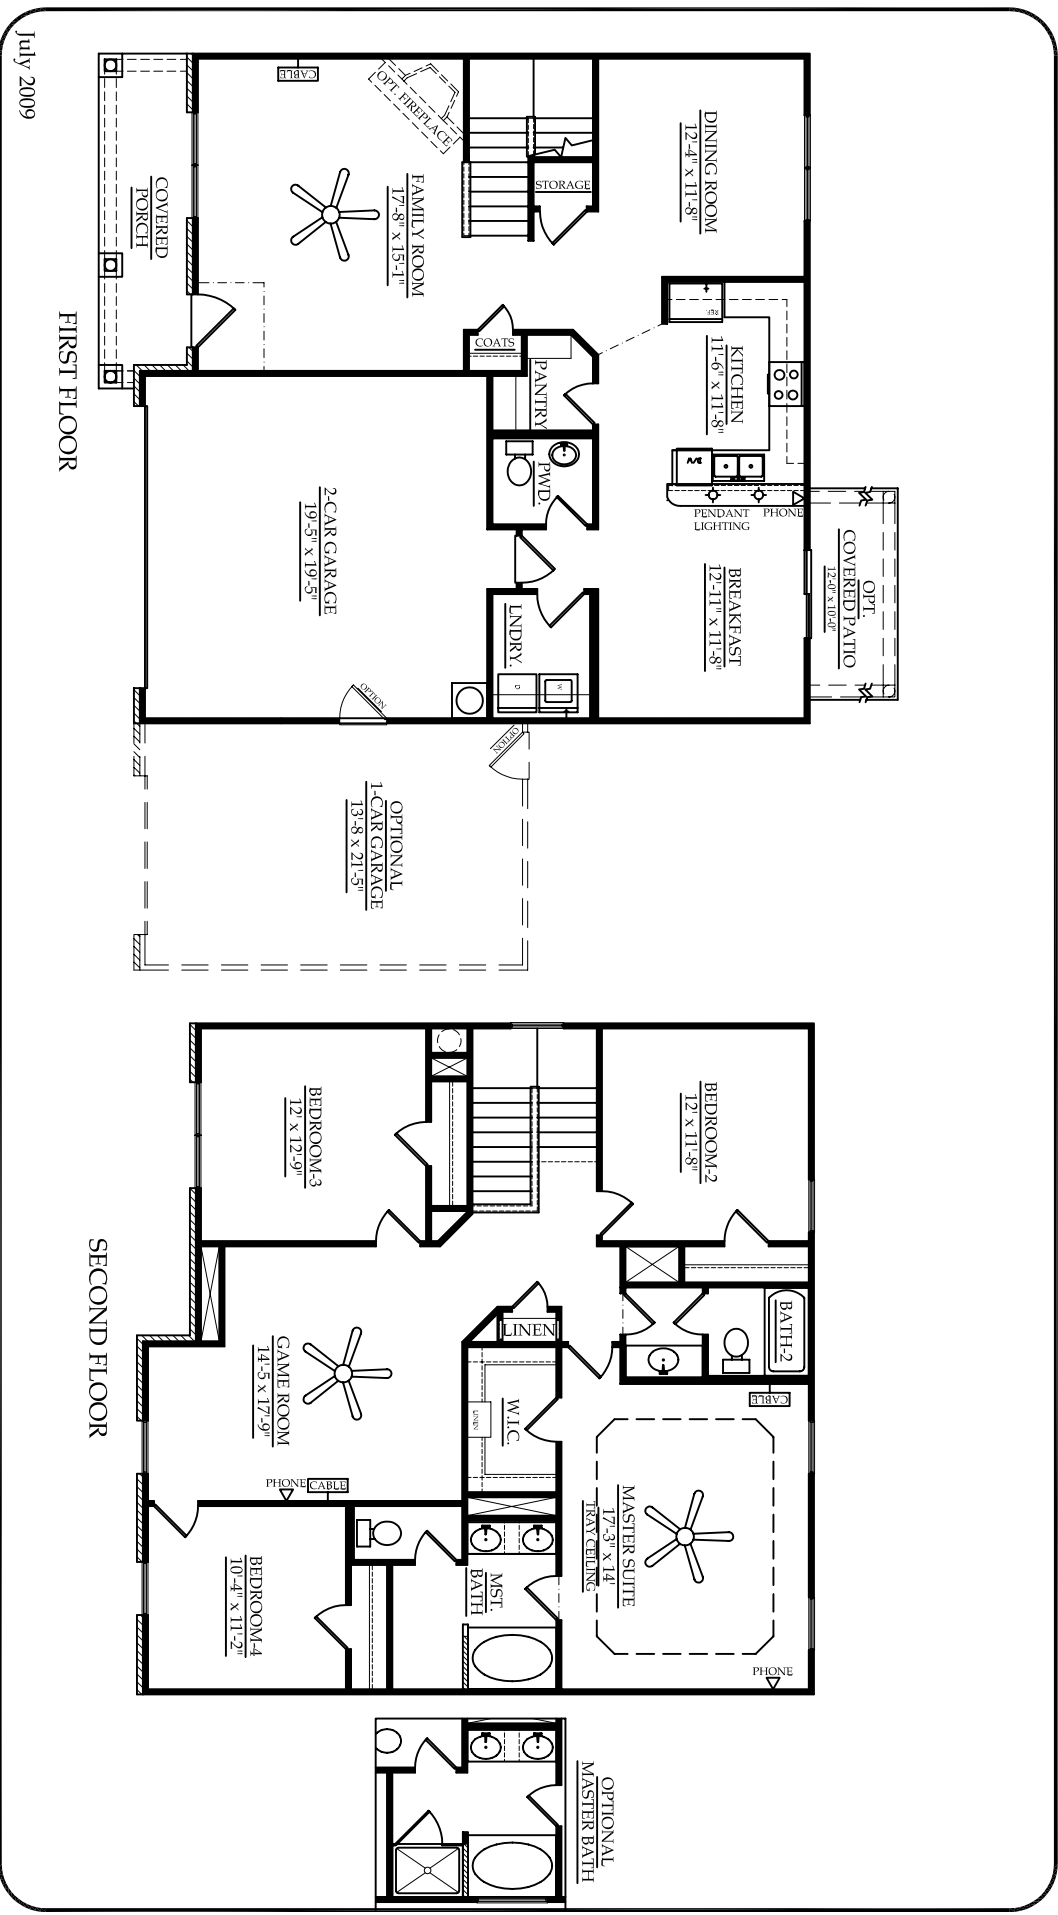 DINING ROOM
12'-4" x 11'-8"
KITCHEN
11'-6" x 11'-8"
REF.
PENDANT
LIGHTING
PHONE
BREAKFAST
12'-11" x 11'-8"
OPT.
COVERED PATIO
12'-0" x 10'-0"
STORAGE
CABLE
OPT. FIREPLACE
FAMILY ROOM
17'-8" x 15'-1"
COATS
PANTRY
PWD.
LNDRY.
D
W
2-CAR GARAGE
19'-5" x 19'-5"
OPTION
OPTION
OPTIONAL
1-CAR GARAGE
13'-8 x 21'-5"
COVERED
PORCH
FIRST FLOOR
July 2009
BEDROOM-2
12' x 11'-8"
BATH-2
CABLE
MASTER SUITE
17'-3" x 14'
TRAY CEILING
PHONE
BEDROOM-3
12' x 12'-9"
LINEN
W.I.C.
LINEN
MST.
BATH
GAME ROOM
14'-5 x 17'-9"
PHONE
CABLE
BEDROOM-4
10'-4" x 11'-2"
SECOND FLOOR
OPTIONAL
MASTER BATH